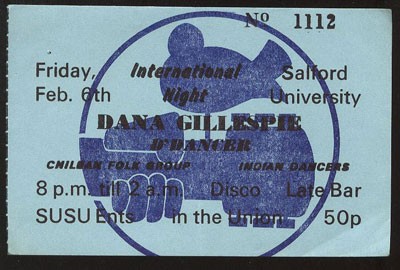 Nº 1112
Friday, International Salford
Feb. 6th Night University
DANA GILLESPIE
D'DANCER
CHILEAN FOLK GROUP INDIAN DANCERS
8 p.m. till 2 a.m. Disco Late Bar
SUSU Ents in the Union 50p